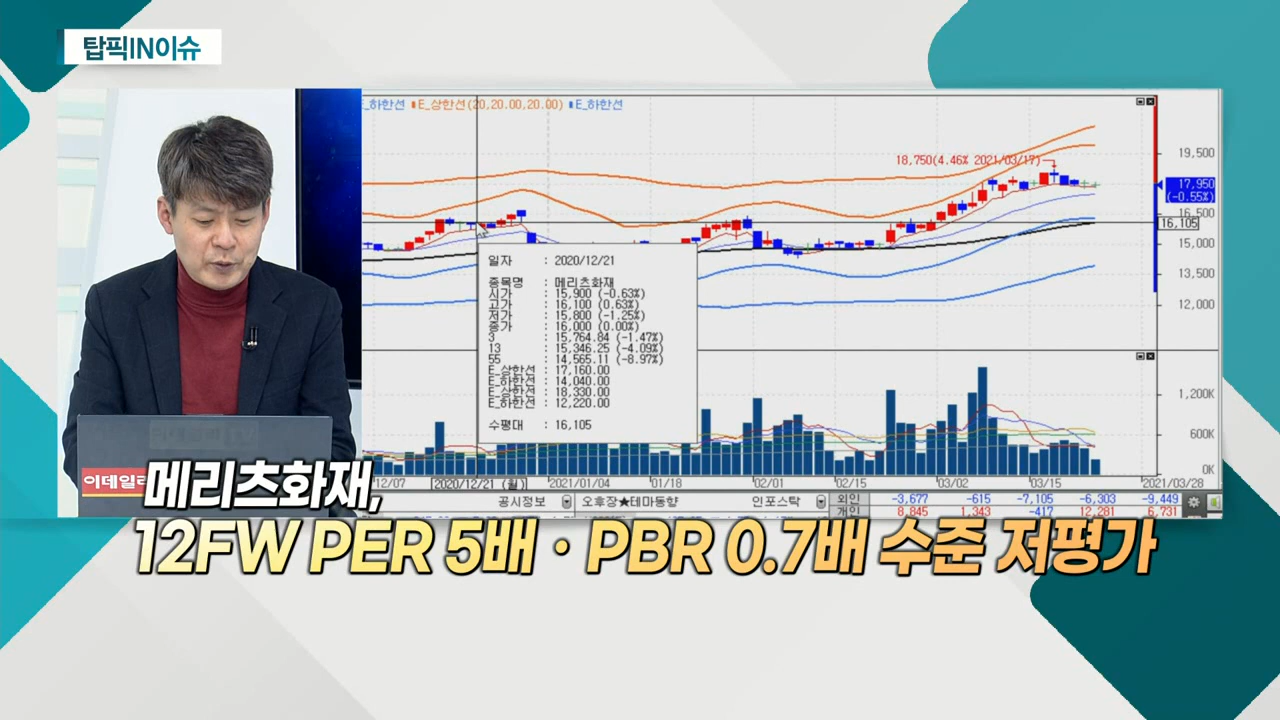 탑픽IN이슈
E_하한선 E_상한선(20,20.00,20.00) E_하한선
18,750(4.46% 2021/03/17)
19,500
17,950
(-0.55%)
16,500
16,105
15,000
13,500
12,000
일자 : 2020/12/21
종목명 : 메리츠화재
시가 : 15,900 (-0.63%)
고가 : 16,100 (0.63%)
저가 : 15,800 (-1.25%)
종가 : 16,000 (0.00%)
3 : 15,764.84 (-1.47%)
13 : 15,346.25 (-4.09%)
55 : 14,565.11 (-8.97%)
E_상한선 : 17,160.00
E_하한선 : 14,040.00
E_상한선 : 18,330.00
E_하한선 : 12,220.00
수평대 : 16,105
1,200K
600K
0K
12/07 2020/12/21 (월) 2021/01/04 01/18 02/01 02/15 03/02 03/15 2021/03/28
공시정보 오후장★테마동향 인포스탁 외인 -3,677 -615 -7,105 -6,303 -9,449
개인 8,845 1,343 -417 12,281 6,731
이데일리
메리츠화재,
12FW PER 5배·PBR 0.7배 수준 저평가